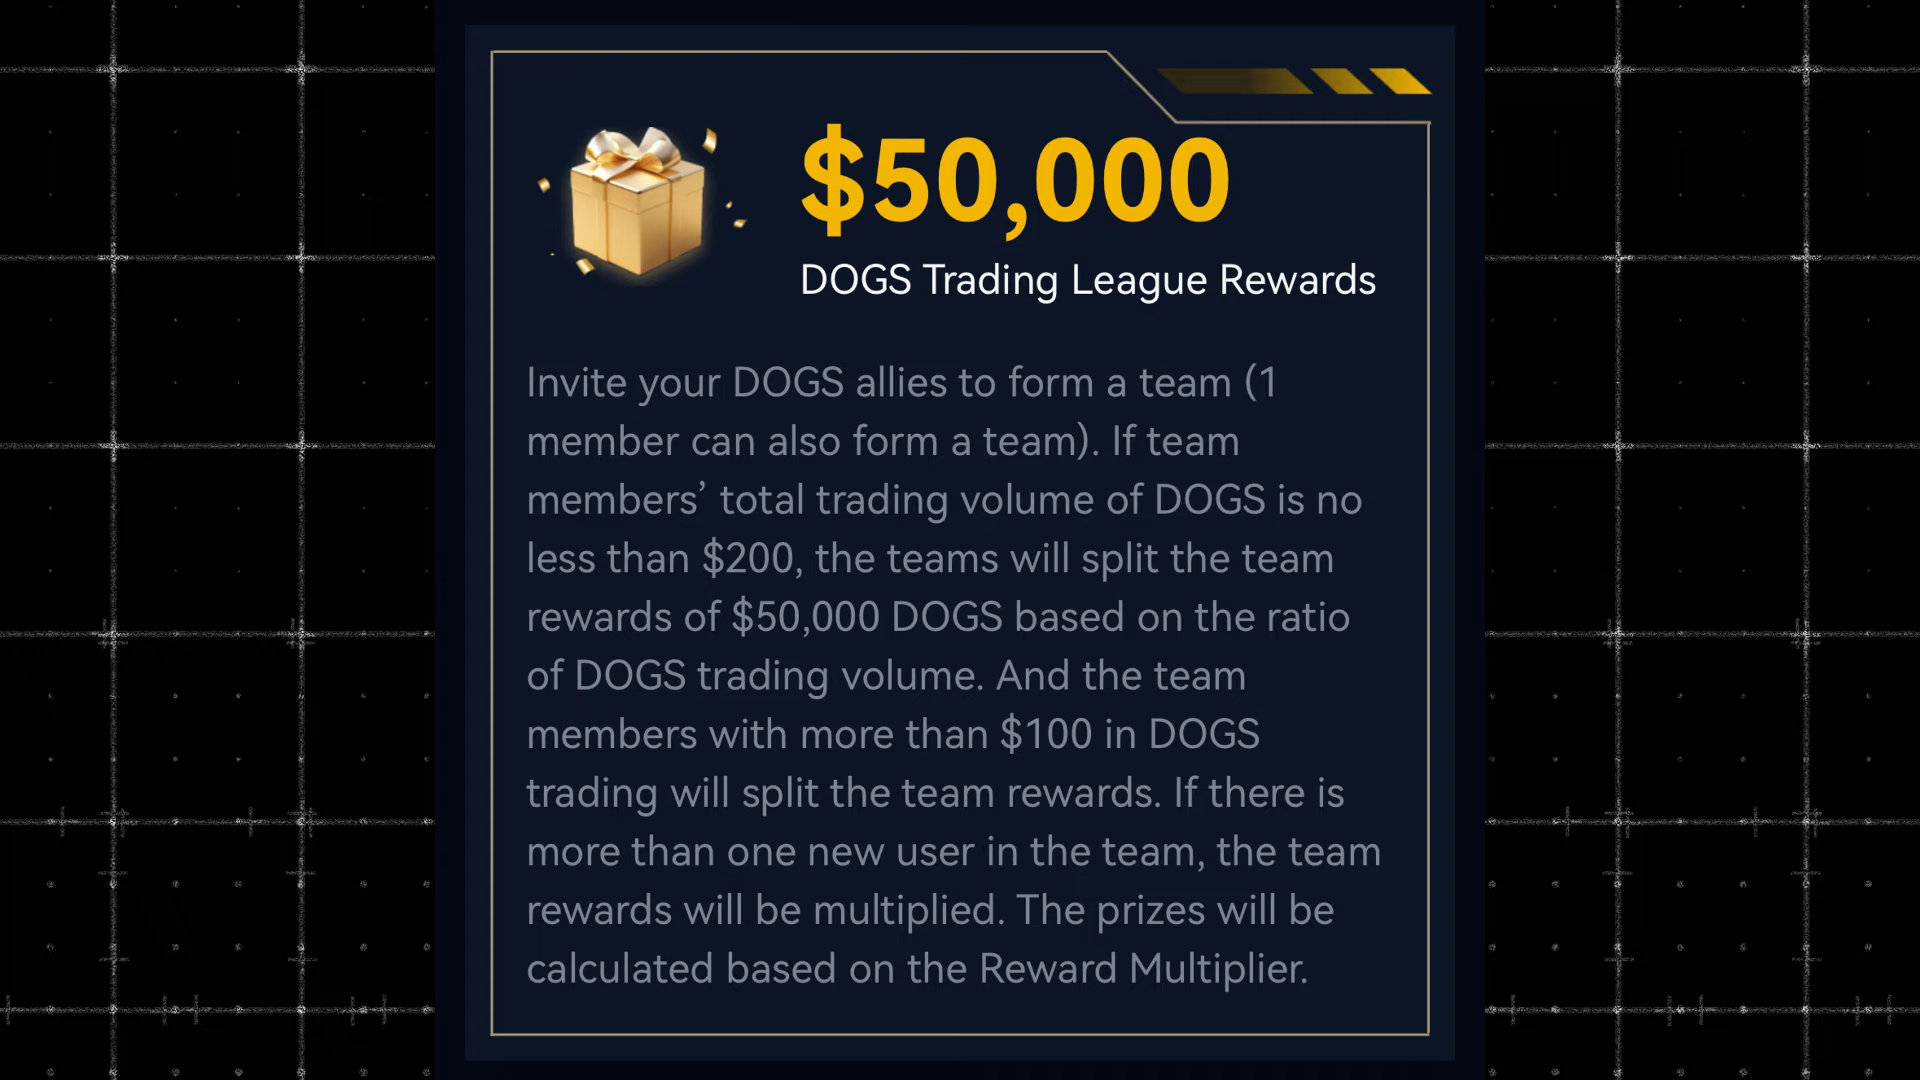 $50,000
DOGS Trading League Rewards
Invite your DOGS allies to form a team (1
member can also form a team). If team
members’ total trading volume of DOGS is no
less than $200, the teams will split the team
rewards of $50,000 DOGS based on the ratio
of DOGS trading volume. And the team
members with more than $100 in DOGS
trading will split the team rewards. If there is
more than one new user in the team, the team
rewards will be multiplied. The prizes will be
calculated based on the Reward Multiplier.